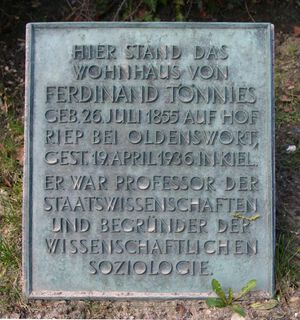 HIER STAND DAS
WOHNHAUS VON
FERDINAND TÖNNIES
GEB. 26. JULI 1855 AUF HOF
RIEP BEI OLDENSWORT,
GEST. 19. APRIL 1936 IN KIEL.
ER WAR PROFESSOR DER
STAATSWISSENSCHAFTEN
UND BEGRÜNDER DER
WISSENSCHAFTLICHEN
SOZIOLOGIE.